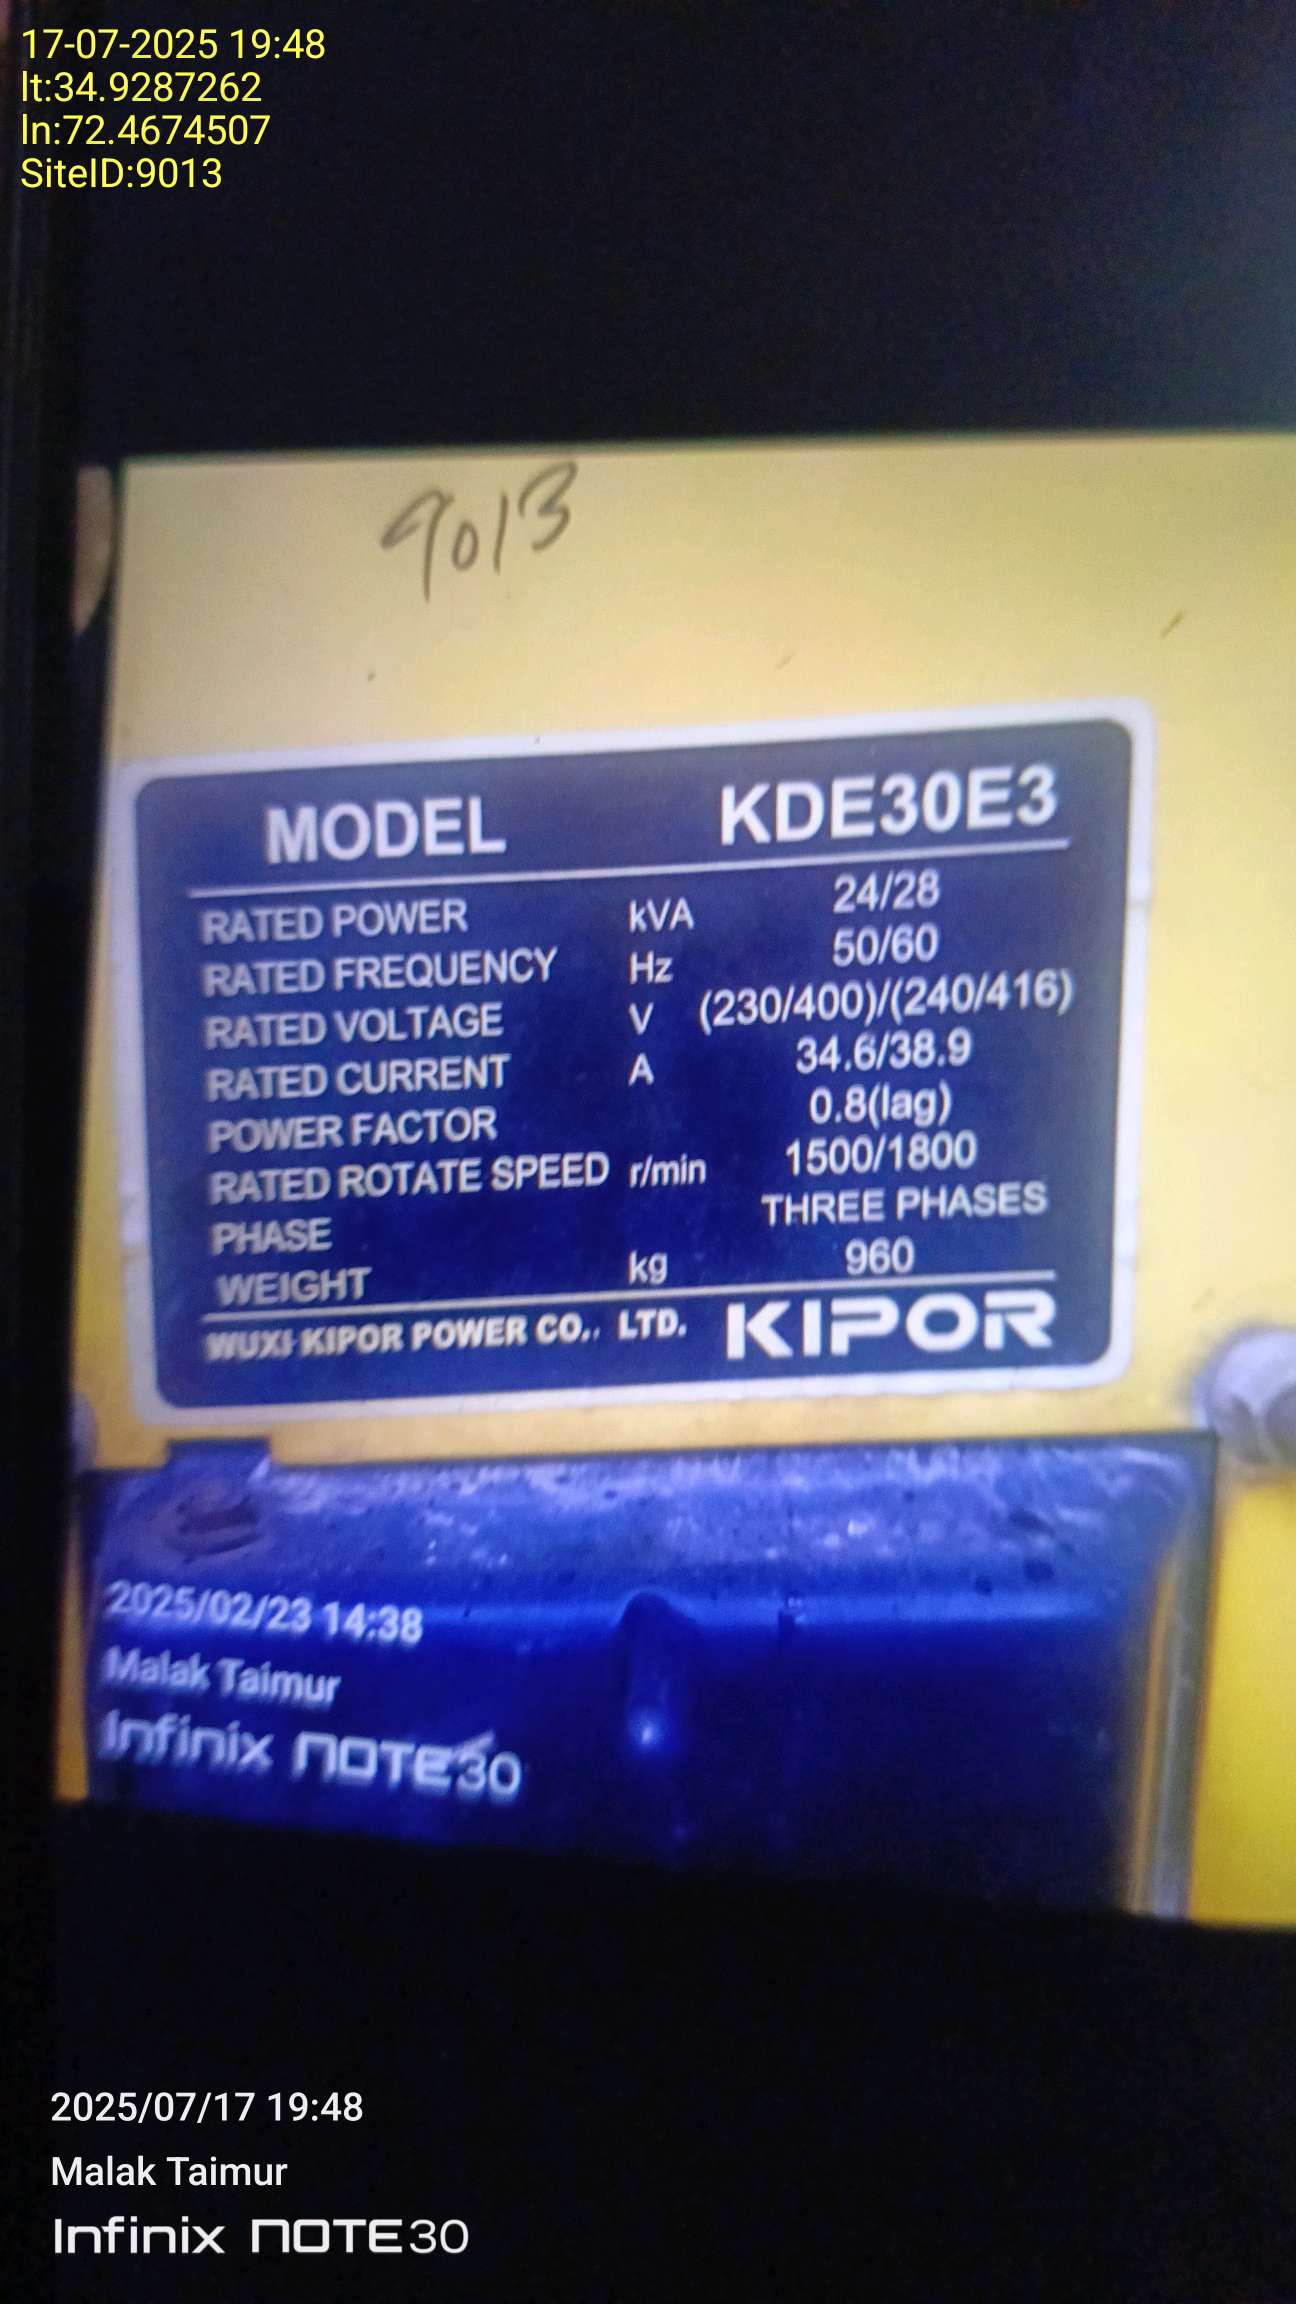 17-07-2025 19:48
lt:34.9287262
ln:72.4674507
SiteID:9013
9013
MODEL KDE30E3
RATED POWER kVA 24/28
RATED FREQUENCY Hz 50/60
RATED VOLTAGE V (230/400)/(240/416)
RATED CURRENT A 34.6/38.9
POWER FACTOR 0.8(lag)
RATED ROTATE SPEED r/min 1500/1800
PHASE THREE PHASES
WEIGHT kg 960
WUXI KIPOR POWER CO., LTD. KIPOR
2025/02/23 14:38
Malak Taimur
Infinix NOTE30
2025/07/17 19:48
Malak Taimur
Infinix NOTE30